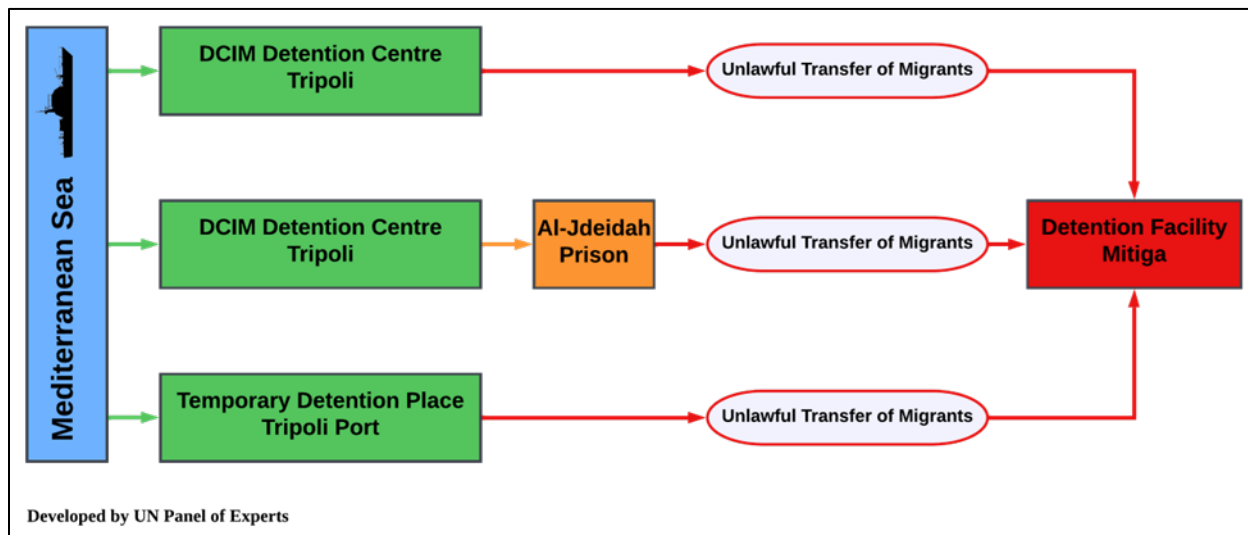 Mediterranean Sea
DCIM Detention Centre
Tripoli
Unlawful Transfer of Migrants
DCIM Detention Centre
Tripoli
Al-Jdeidah
Prison
Unlawful Transfer of Migrants
Detention Facility
Mitiga
Temporary Detention Place
Tripoli Port
Unlawful Transfer of Migrants
Developed by UN Panel of Experts